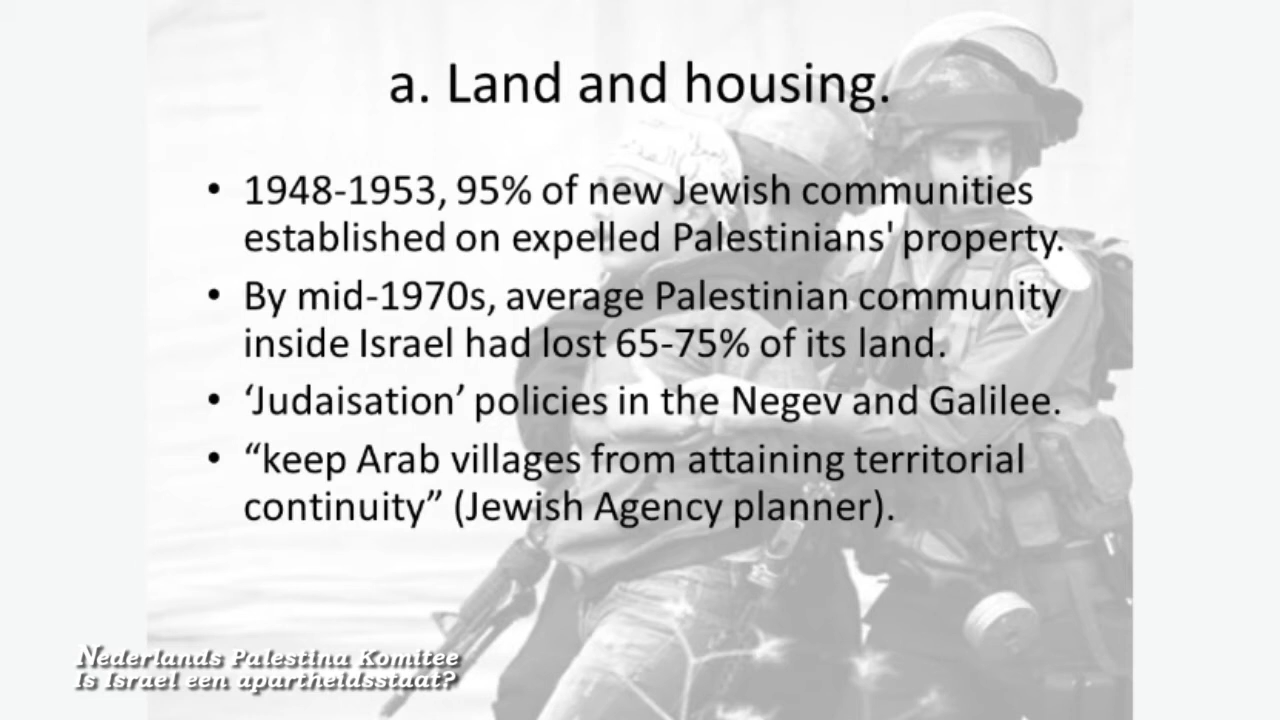 a. Land and housing.
• 1948-1953, 95% of new Jewish communities
established on expelled Palestinians' property.
• By mid-1970s, average Palestinian community
inside Israel had lost 65-75% of its land.
• ‘Judaisation’ policies in the Negev and Galilee.
• “keep Arab villages from attaining territorial
continuity” (Jewish Agency planner).
Nederlands Palestina Komitee
Is Israel een apartheidsstaat?